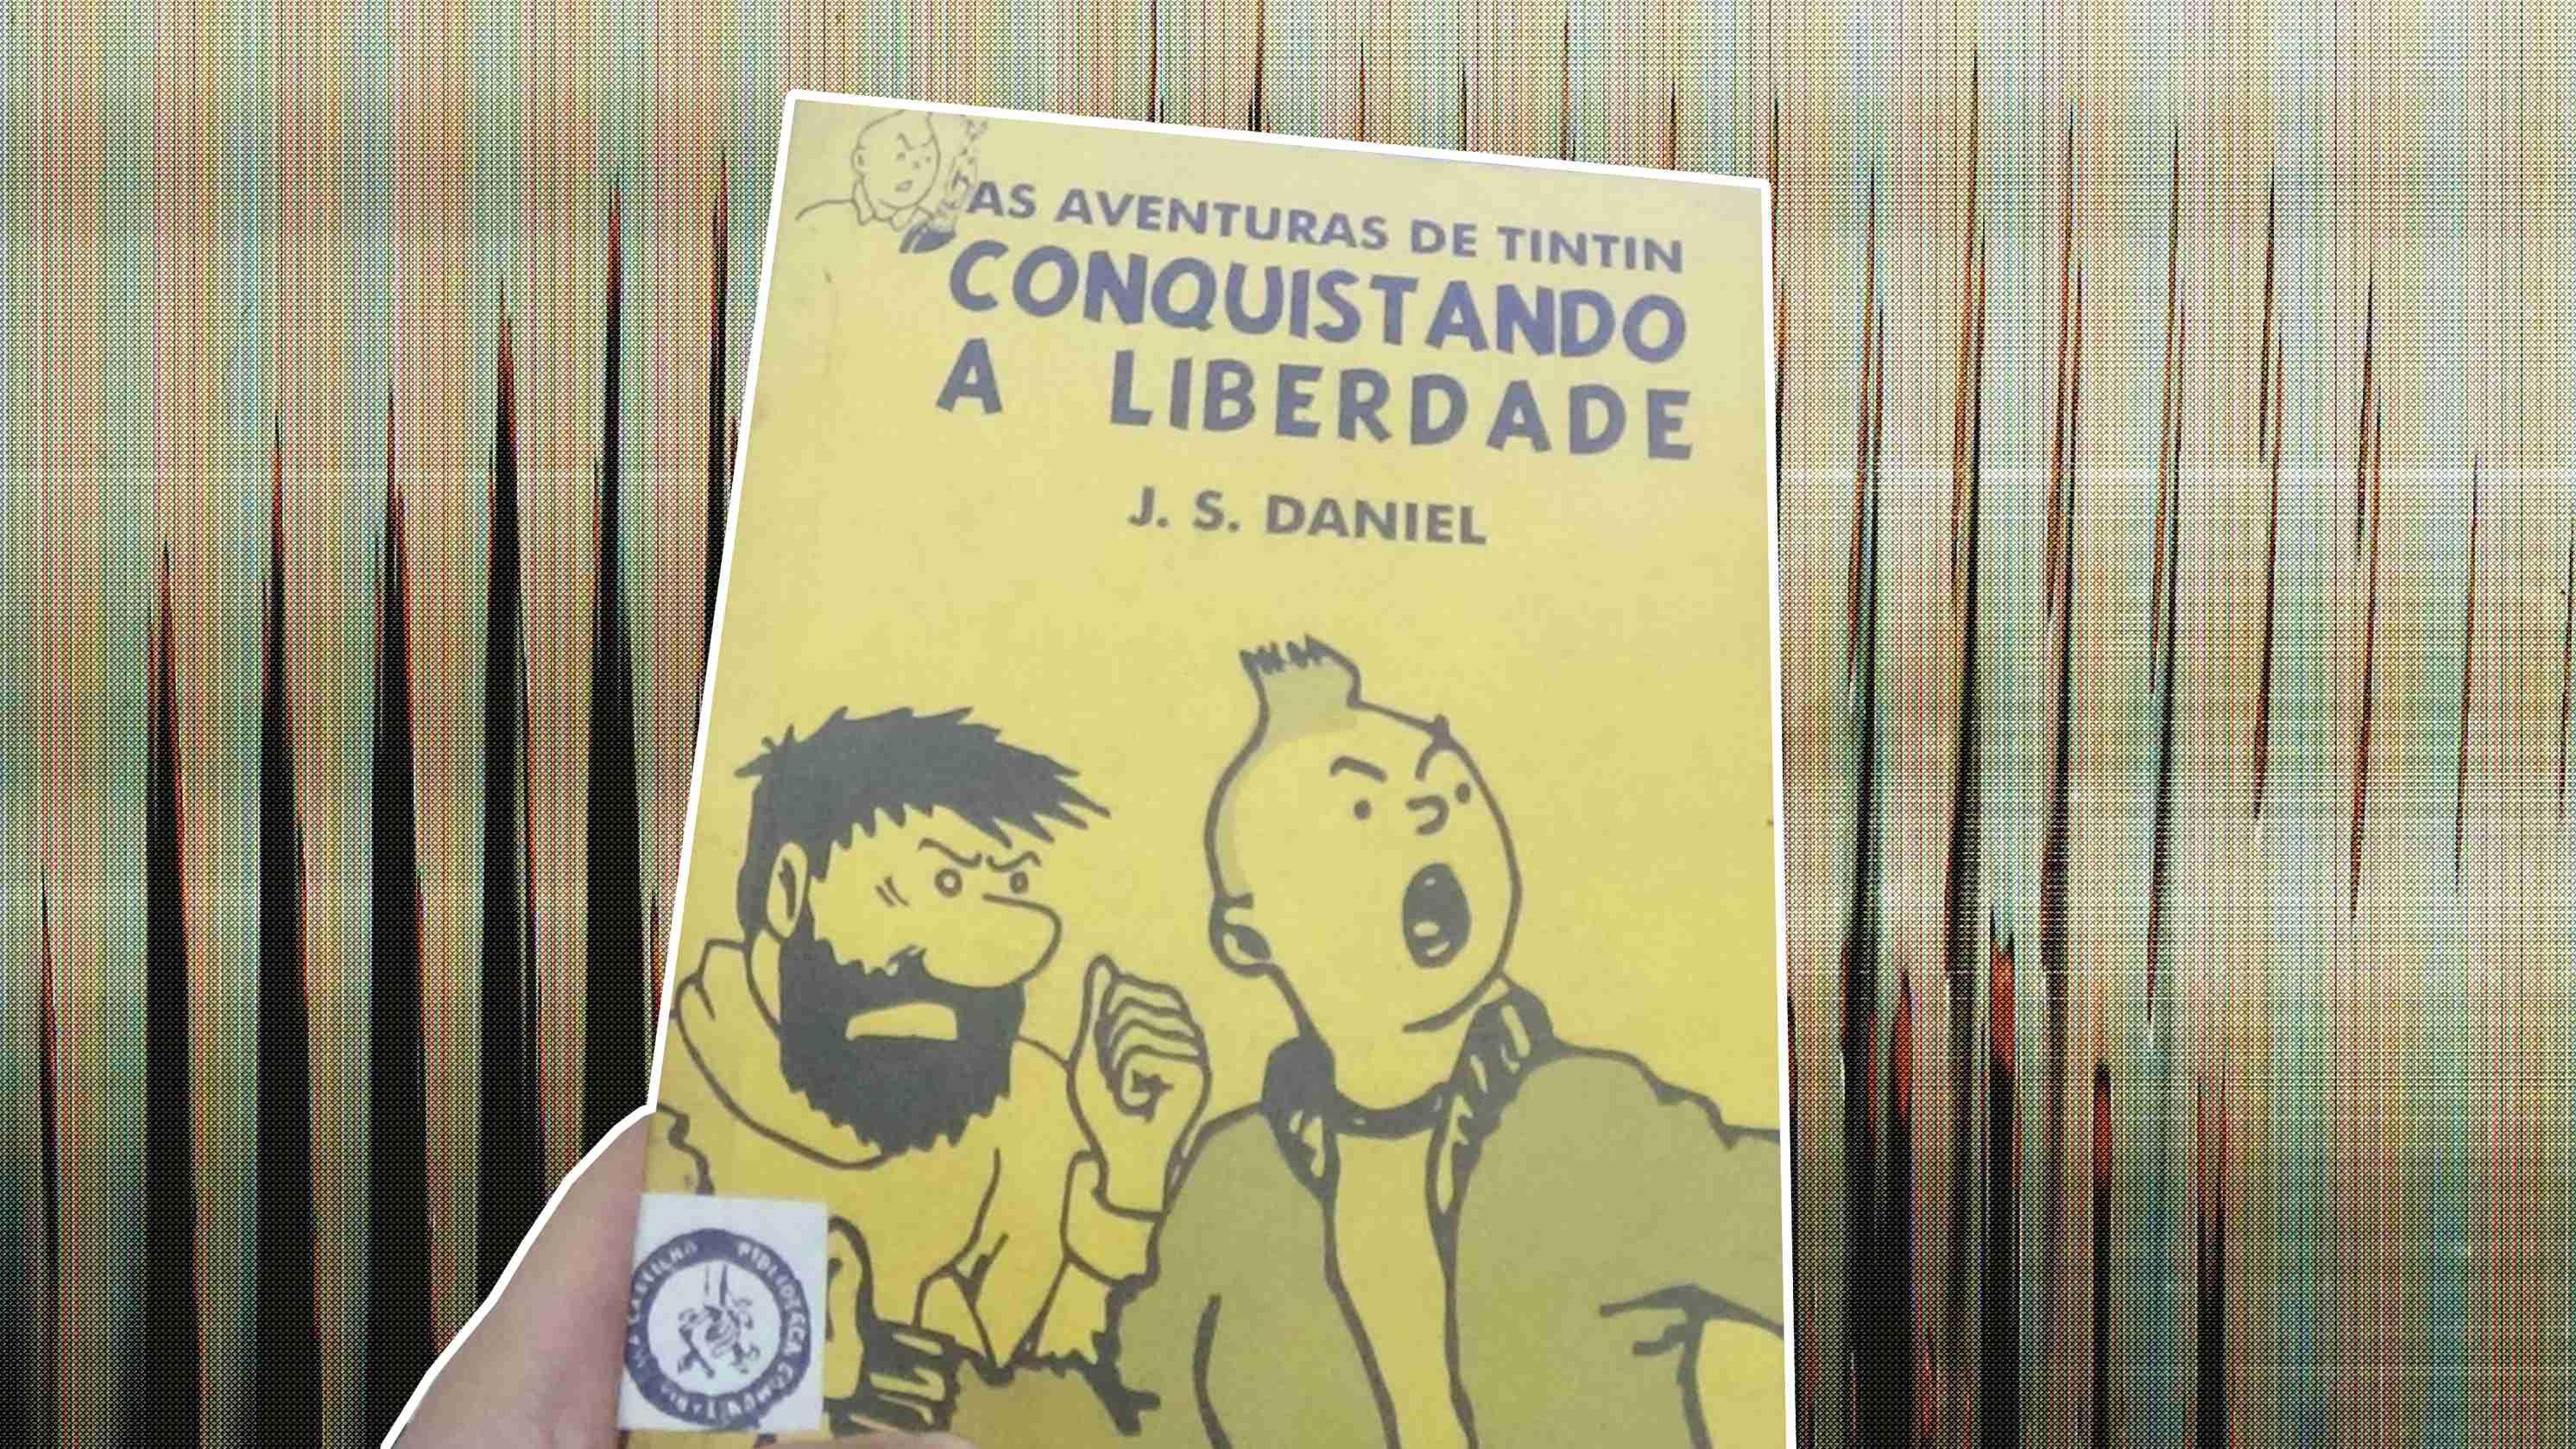 AS AVENTURAS DE TINTIN
CONQUISTANDO
A LIBERDADE
J. S. DANIEL